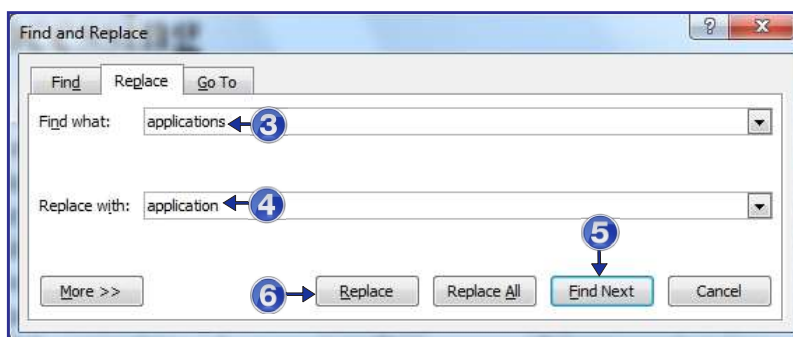 Find and Replace
Find Replace Go To
Find what: applications 3
Replace with: application 4
5
More >> 6 Replace Replace All Find Next Cancel